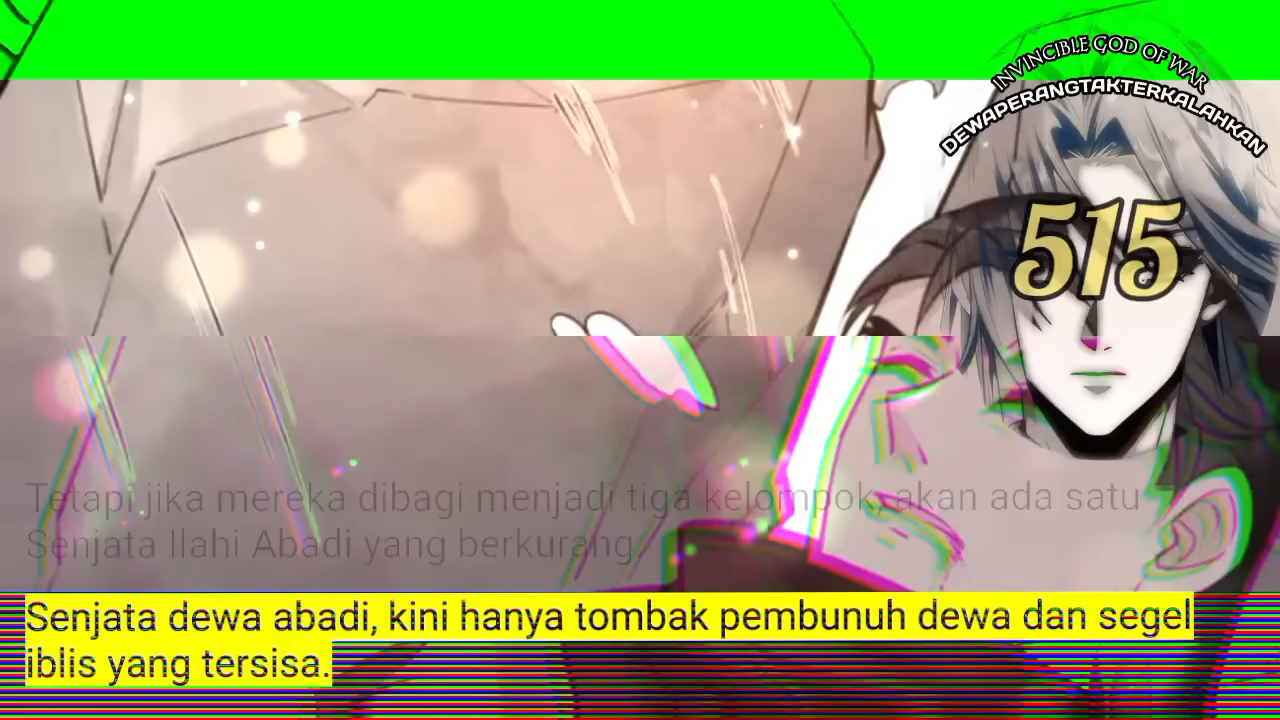 INVINCIBLE GOD OF WAR
DEWAPERANGTAKTERKALAHKAN
515
Tetapi jika mereka dibagi menjadi tiga kelompok, akan ada satu
Senjata Ilahi Abadi yang berkurang.
Senjata dewa abadi, kini hanya tombak pembunuh dewa dan segel
iblis yang tersisa.